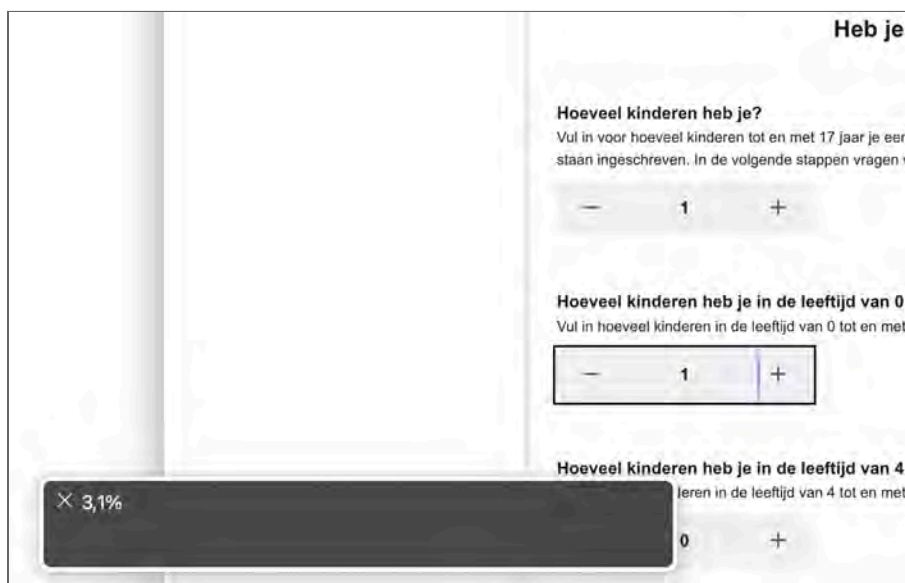 Heb je
Hoeveel kinderen heb je?
Vul in voor hoeveel kinderen tot en met 17 jaar je een
staan ingeschreven. In de volgende stappen vragen
− 1 +
Hoeveel kinderen heb je in de leeftijd van 0
Vul in hoeveel kinderen in de leeftijd van 0 tot en met
− 1 +
Hoeveel kinderen heb je in de leeftijd van 4
leren in de leeftijd van 4 tot en met
0 +
× 3,1%